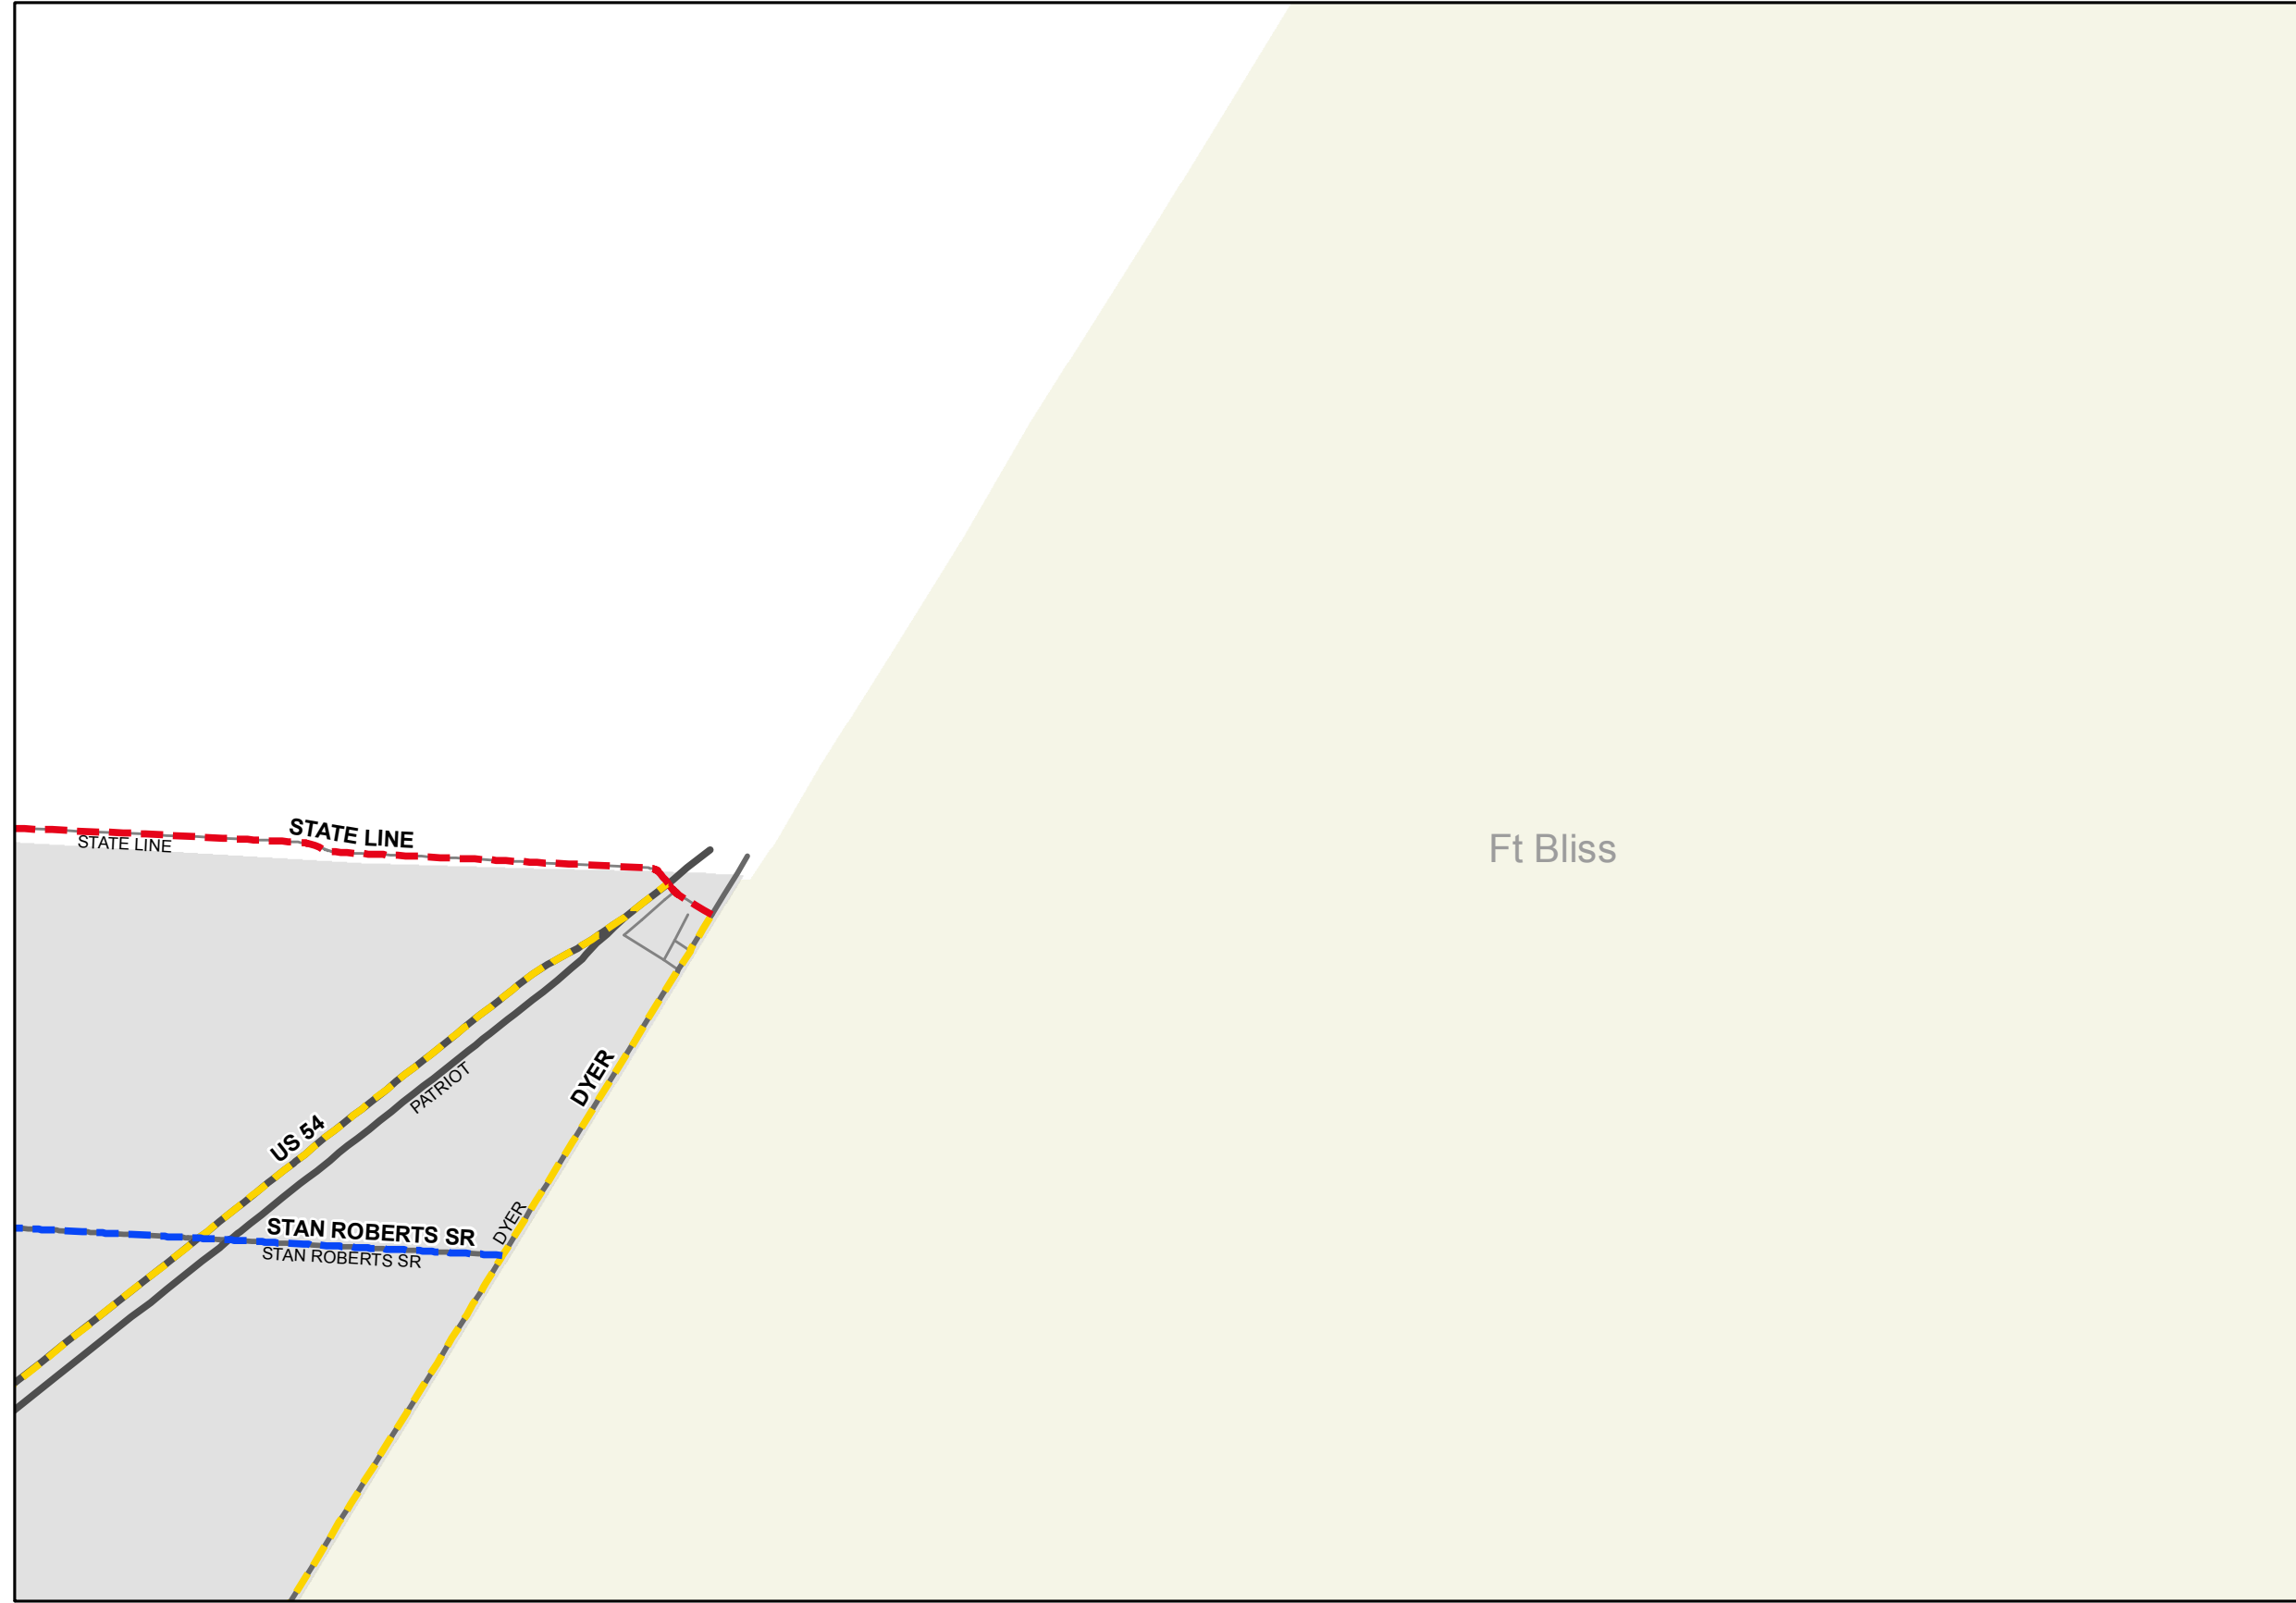 STATE LINE
STATE LINE
Ft Bliss
DYER
PATRIOT
US 54
DYER
STAN ROBERTS SR
STAN ROBERTS SR